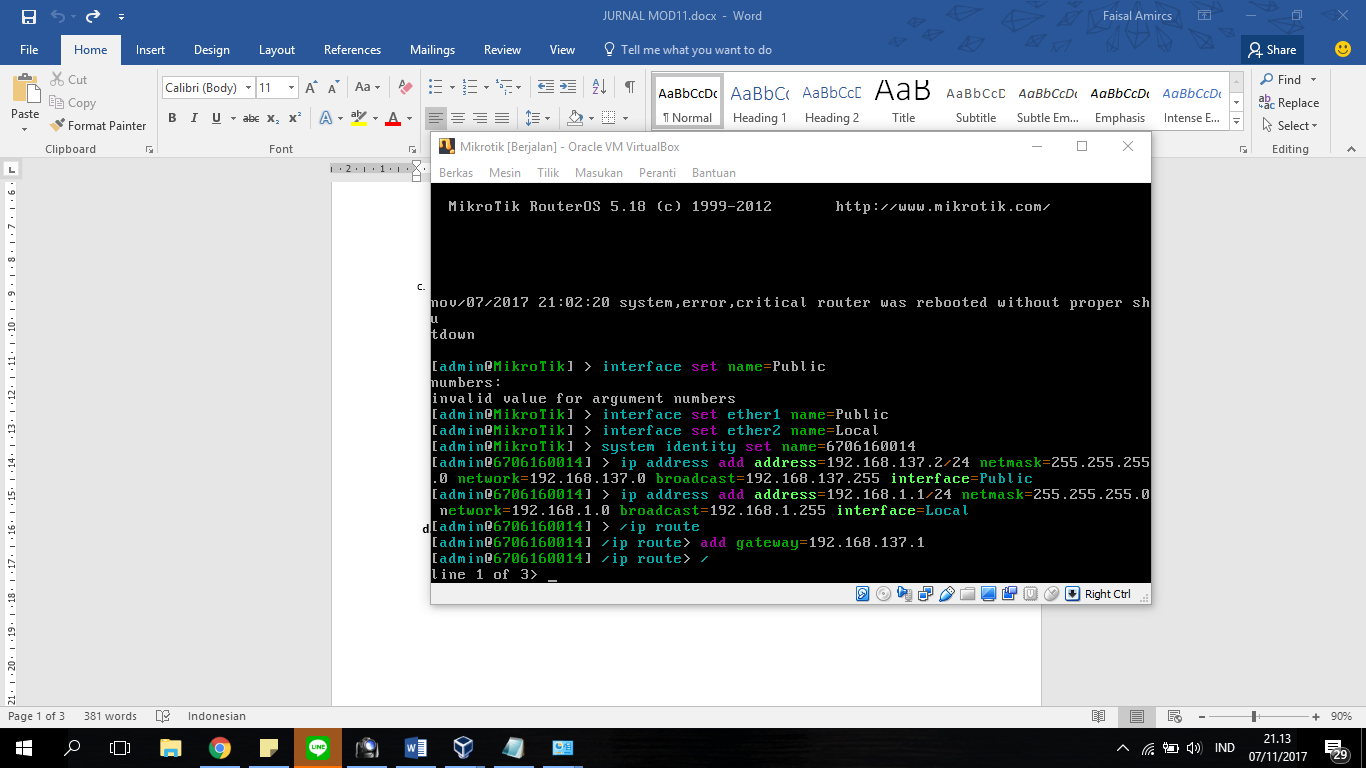 JURNAL MOD11.docx - Word
Faisal Amircs
File Home Insert Design Layout References Mailings Review View Tell me what you want to do Share
Paste
Cut
Copy
Format Painter
Clipboard
Calibri (Body) 11
Font
AaBbCcDc AaBbCc AaBbCcD AaB AaBbCcD AaBbCcDc AaBbCcDc AaBbCcDc
¶ Normal Heading 1 Heading 2 Title Subtitle Subtle Em... Emphasis Intense E...
Find
Replace
Select
Editing
Mikrotik [Berjalan] - Oracle VM VirtualBox
Berkas Mesin Tilik Masukan Peranti Bantuan
MikroTik RouterOS 5.18 (c) 1999-2012 http://www.mikrotik.com/
c.
nov/07/2017 21:02:20 system,error,critical router was rebooted without proper sh
u
tdown
[admin@MikroTik] > interface set name=Public
numbers:
invalid value for argument numbers
[admin@MikroTik] > interface set ether1 name=Public
[admin@MikroTik] > interface set ether2 name=Local
[admin@MikroTik] > system identity set name=6706160014
[admin@6706160014] > ip address add address=192.168.137.2/24 netmask=255.255.255
.0 network=192.168.137.0 broadcast=192.168.137.255 interface=Public
[admin@6706160014] > ip address add address=192.168.1.1/24 netmask=255.255.255.0
network=192.168.1.0 broadcast=192.168.1.255 interface=Local
d
[admin@6706160014] > /ip route
[admin@6706160014] /ip route> add gateway=192.168.137.1
[admin@6706160014] /ip route> /
line 1 of 3> _
Right Ctrl
Page 1 of 3 381 words Indonesian 90%
LINE
IND
21.13
07/11/2017
29